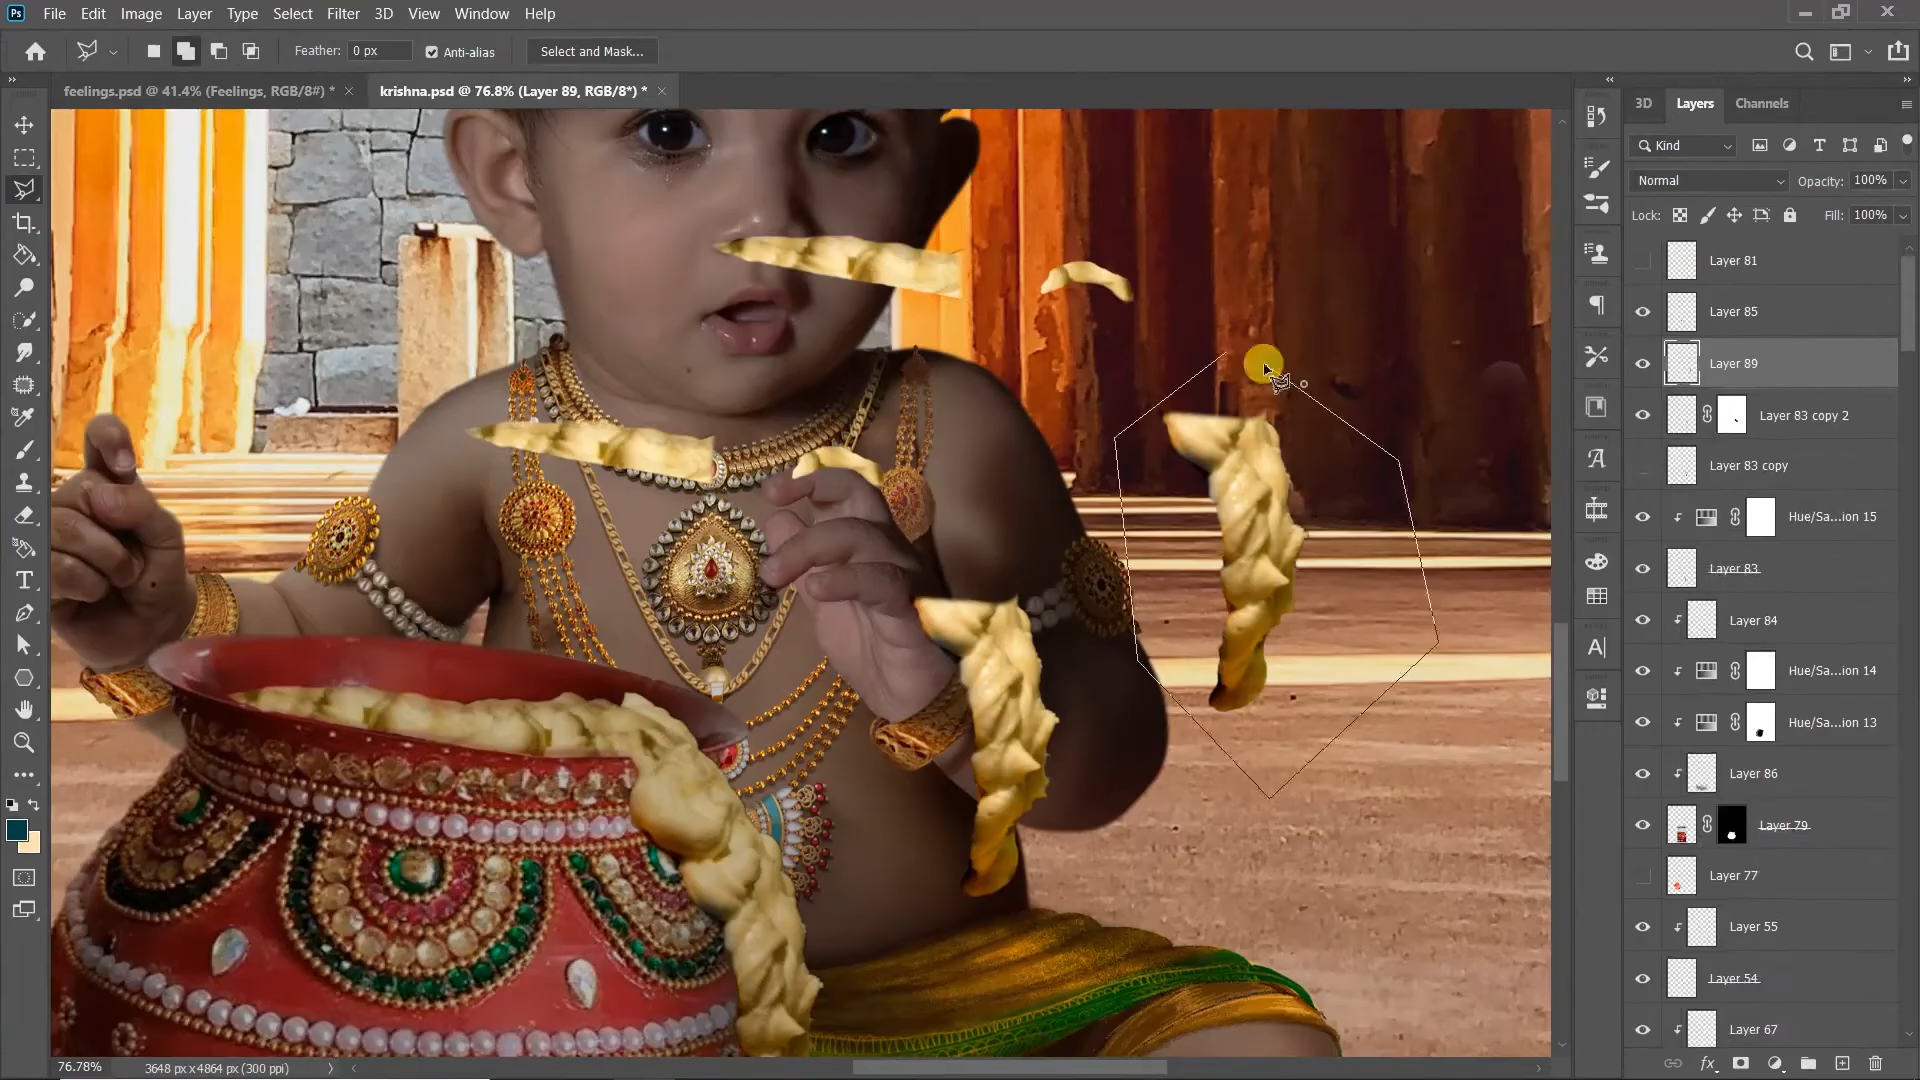 Ps File Edit Image Layer Type Select Filter 3D View Window Help
Feather: 0 px Anti-alias Select and Mask...
feelings.psd @ 41.4% (Feelings, RGB/8#) * × krishna.psd @ 76.8% (Layer 89, RGB/8*) * ×
3D Layers Channels
Kind
Normal Opacity: 100%
Lock: Fill: 100%
Layer 81
Layer 85
Layer 89
Layer 83 copy 2
Layer 83 copy
Hue/Sa...ion 15
Layer 83
Layer 84
Hue/Sa...ion 14
Hue/Sa...ion 13
Layer 86
Layer 79
Layer 77
Layer 55
Layer 54
Layer 67
76.78% 3648 px x 4864 px (300 ppi)